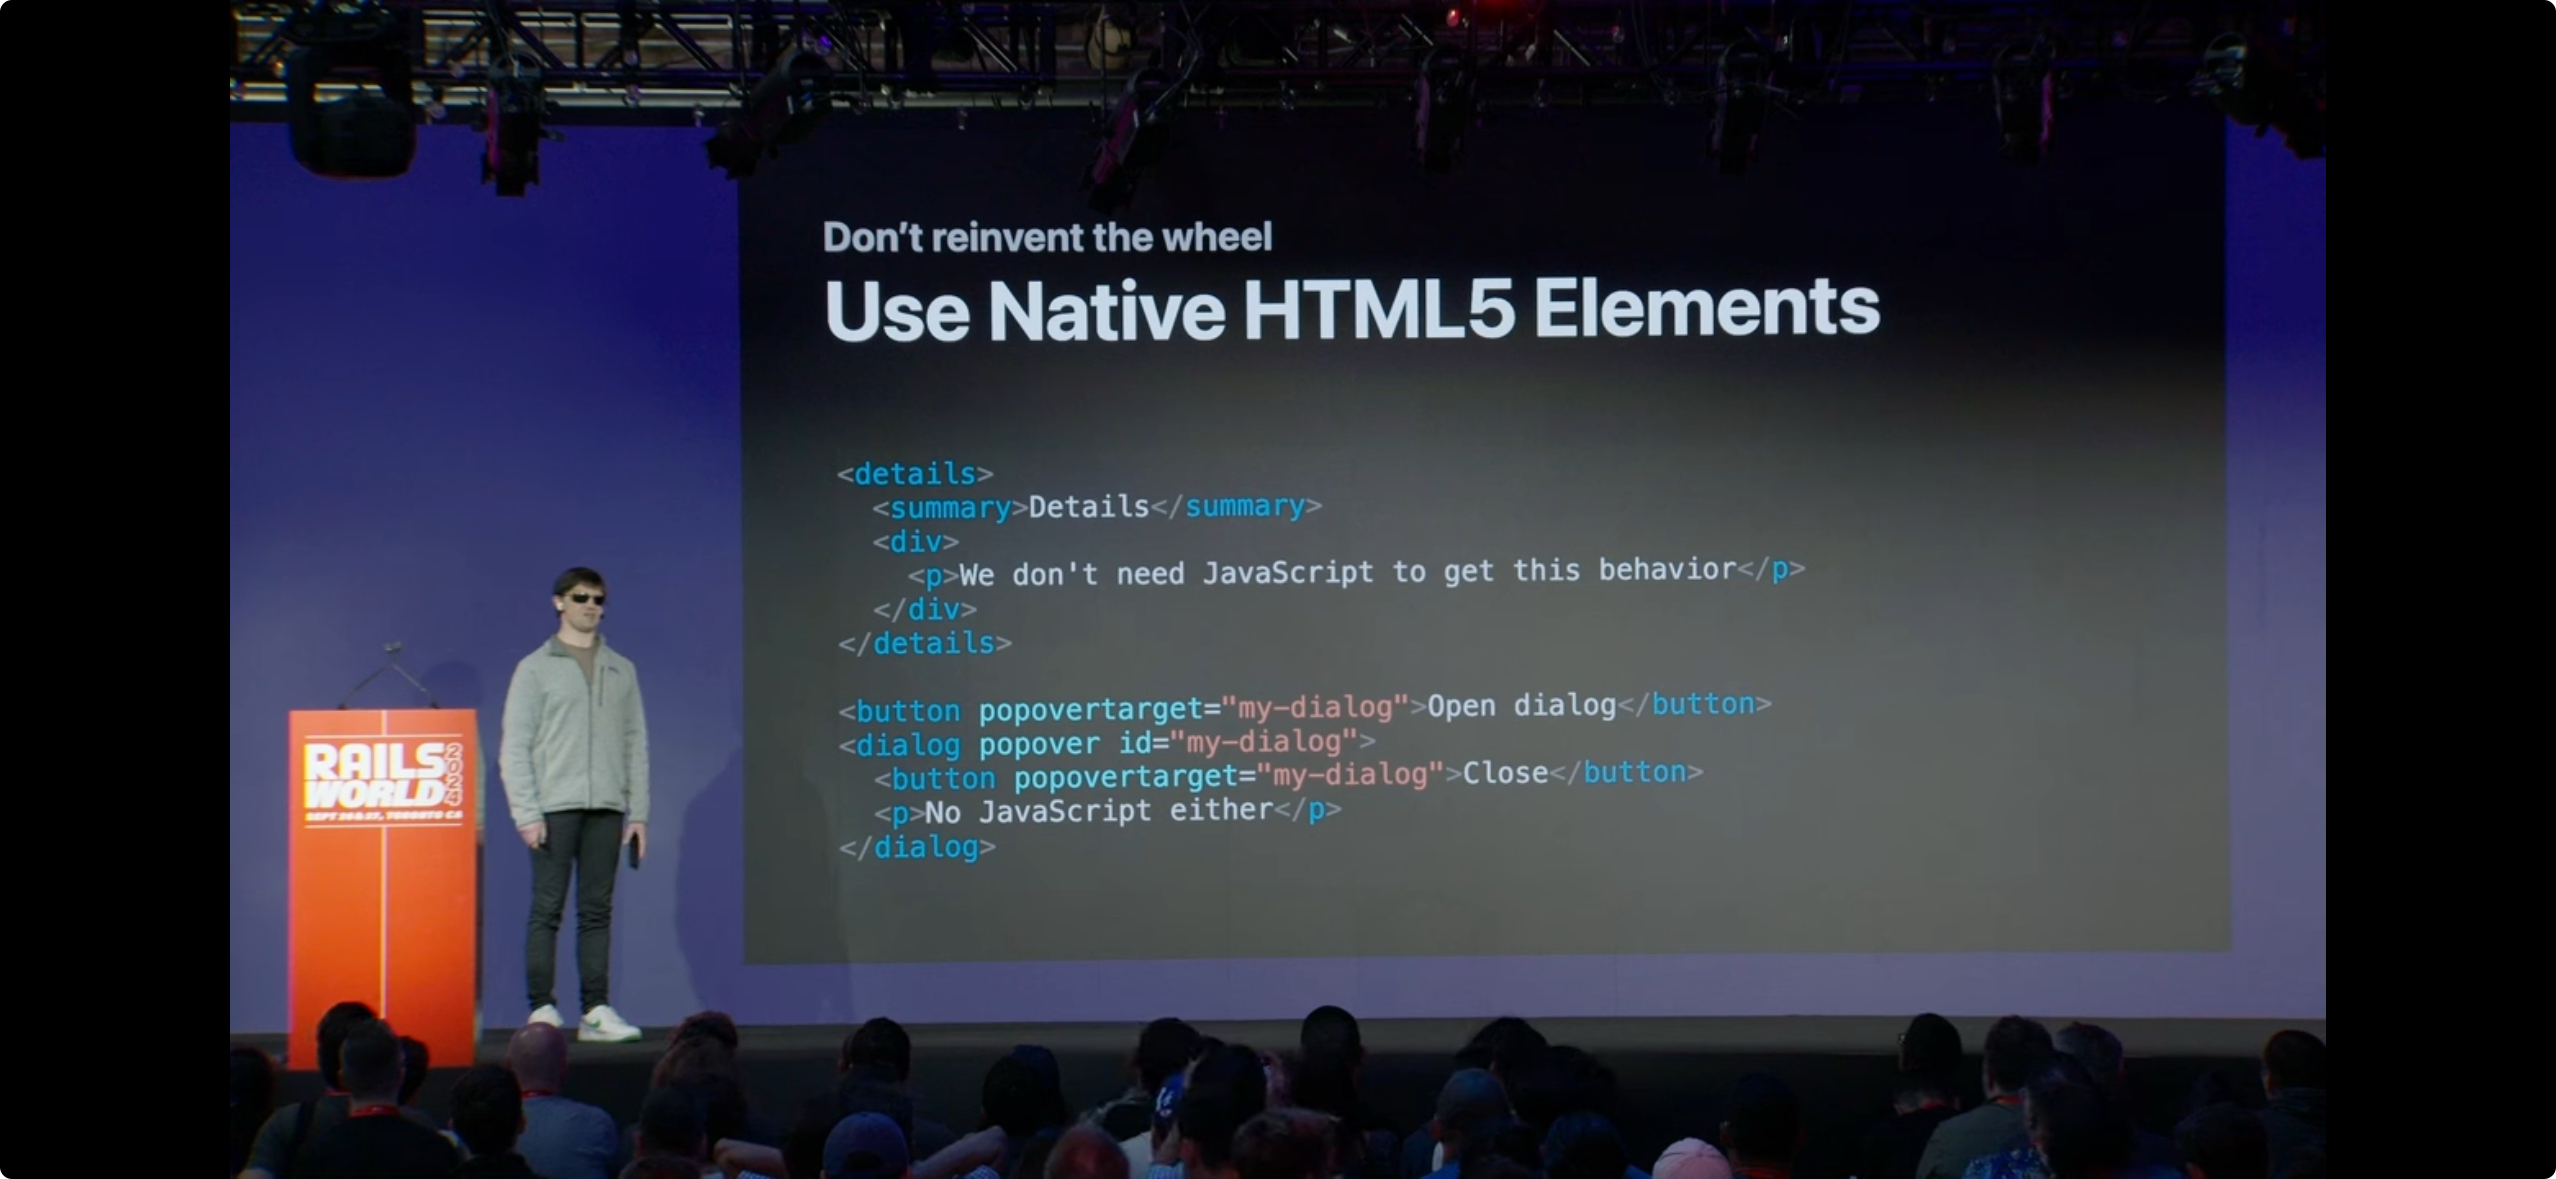 Don’t reinvent the wheel
Use Native HTML5 Elements
<details>
  <summary>Details</summary>
  <div>
    <p>We don't need JavaScript to get this behavior</p>
  </div>
</details>
<button popovertarget="my-dialog">Open dialog</button>
<dialog popover id="my-dialog">
  <button popovertarget="my-dialog">Close</button>
  <p>No JavaScript either</p>
</dialog>
RAILS
WORLD
2024
SEPT 26 & 27, TORONTO CA